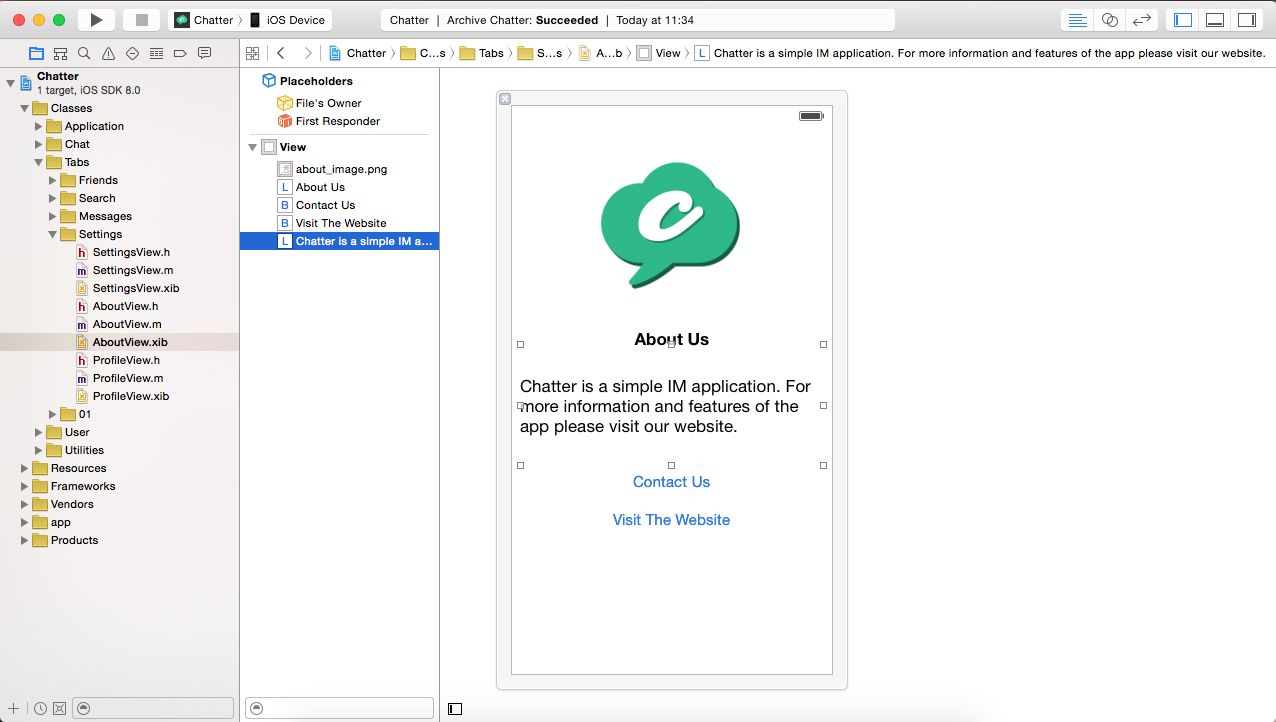 Chatter
iOS Device
Chatter | Archive Chatter: Succeeded | Today at 11:34
Chatter
C...s
Tabs
S...s
A...b
View
L Chatter is a simple IM application. For more information and features of the app please visit our website.
Chatter
1 target, iOS SDK 8.0
Classes
Application
Chat
Tabs
Friends
Search
Messages
Settings
h SettingsView.h
m SettingsView.m
SettingsView.xib
h AboutView.h
m AboutView.m
AboutView.xib
h ProfileView.h
m ProfileView.m
ProfileView.xib
01
User
Utilities
Resources
Frameworks
Vendors
app
Products
Placeholders
File's Owner
First Responder
View
about_image.png
L About Us
B Contact Us
B Visit The Website
L Chatter is a simple IM a...
About Us
Chatter is a simple IM application. For
more information and features of the
app please visit our website.
Contact Us
Visit The Website